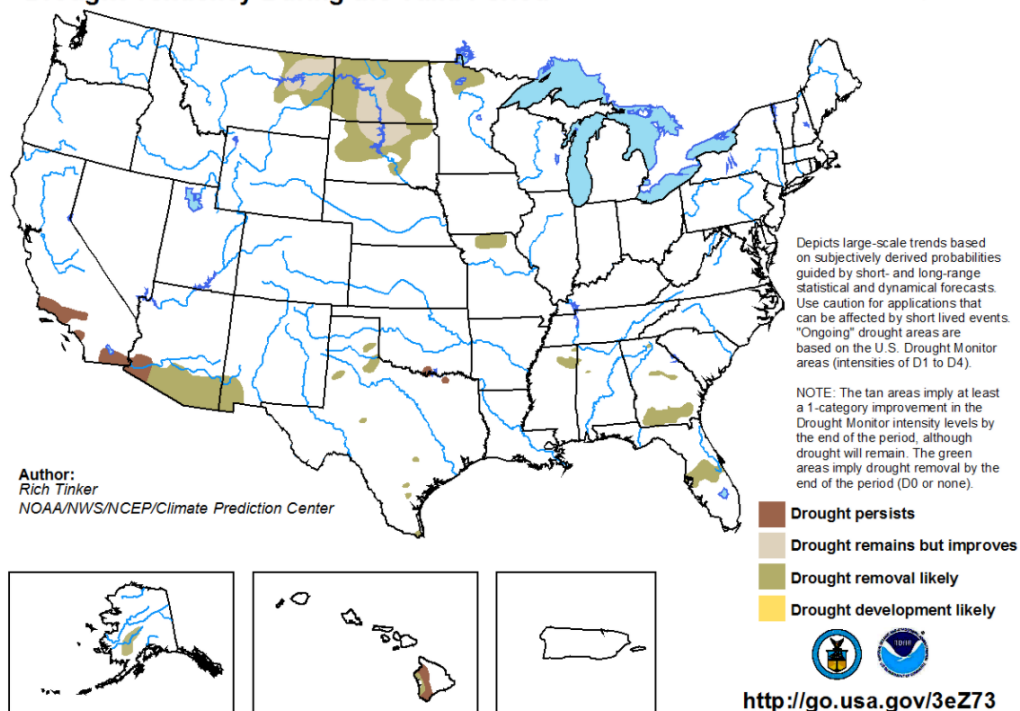 Depicts large-scale trends based
on subjectively derived probabilities
guided by short- and long-range
statistical and dynamical forecasts.
Use caution for applications that
can be affected by short lived events.
"Ongoing" drought areas are
based on the U.S. Drought Monitor
areas (intensities of D1 to D4).
NOTE: The tan areas imply at least
a 1-category improvement in the
Drought Monitor intensity levels by
the end of the period, although
drought will remain. The green
areas imply drought removal by the
end of the period (D0 or none).
Author:
Rich Tinker
NOAA/NWS/NCEP/Climate Prediction Center
Drought persists
Drought remains but improves
Drought removal likely
Drought development likely
http://go.usa.gov/3eZ73